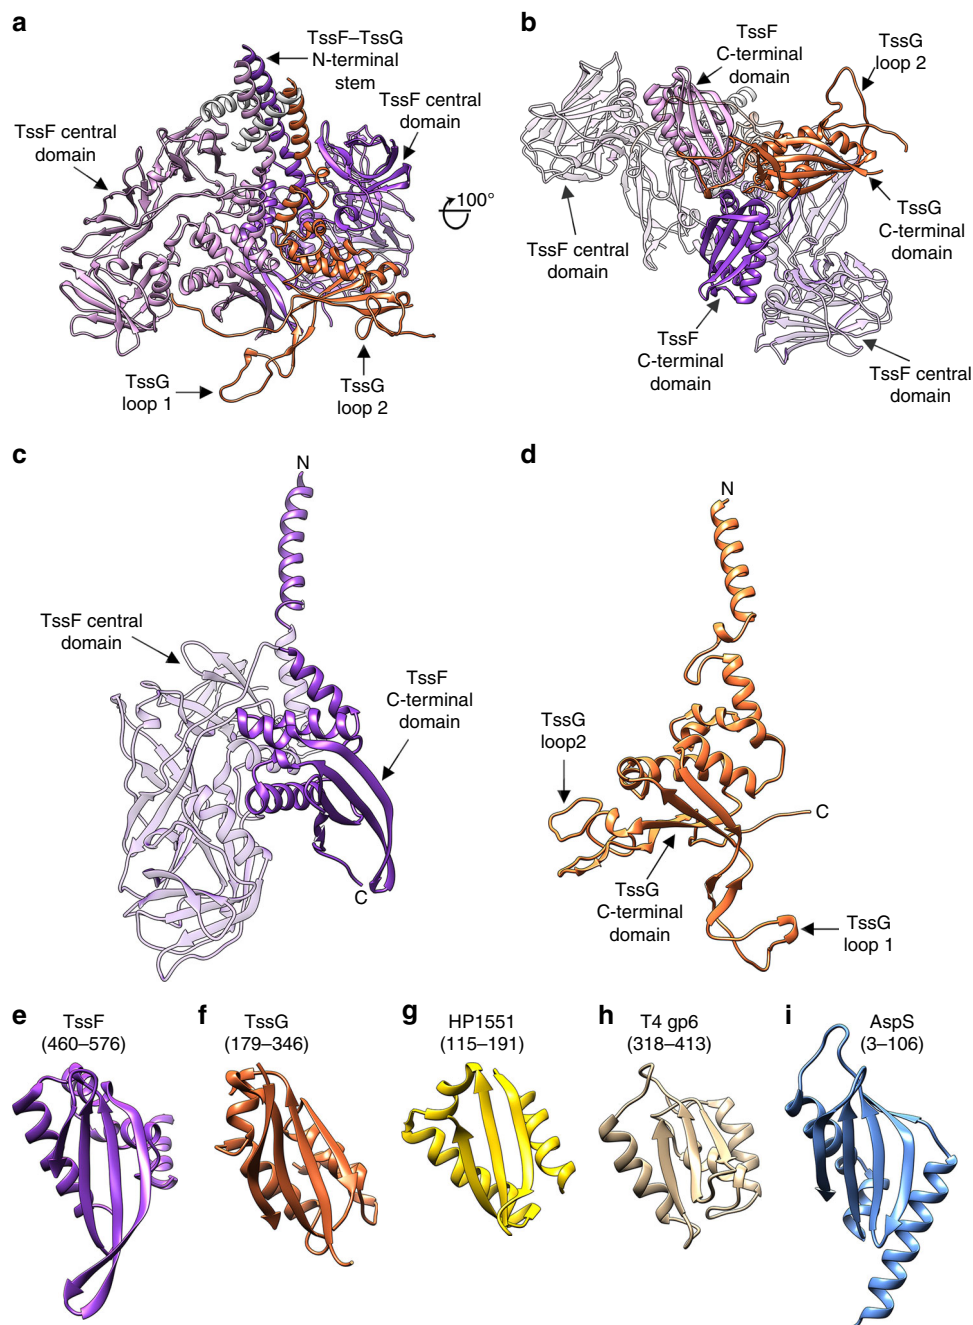 a
TssF–TssG
N-terminal
stem
TssF central
domain
TssF central
domain
100°
TssG
loop 1
TssG
loop 2
b
TssF
C-terminal
domain
TssG
loop 2
TssF central
domain
TssG
C-terminal
domain
TssF
C-terminal
domain
TssF central
domain
c
N
TssF central
domain
TssF
C-terminal
domain
C
d
N
TssG
loop2
C
TssG
C-terminal
domain
TssG
loop 1
e
TssF
(460–576)
f
TssG
(179–346)
g
HP1551
(115–191)
h
T4 gp6
(318–413)
i
AspS
(3–106)